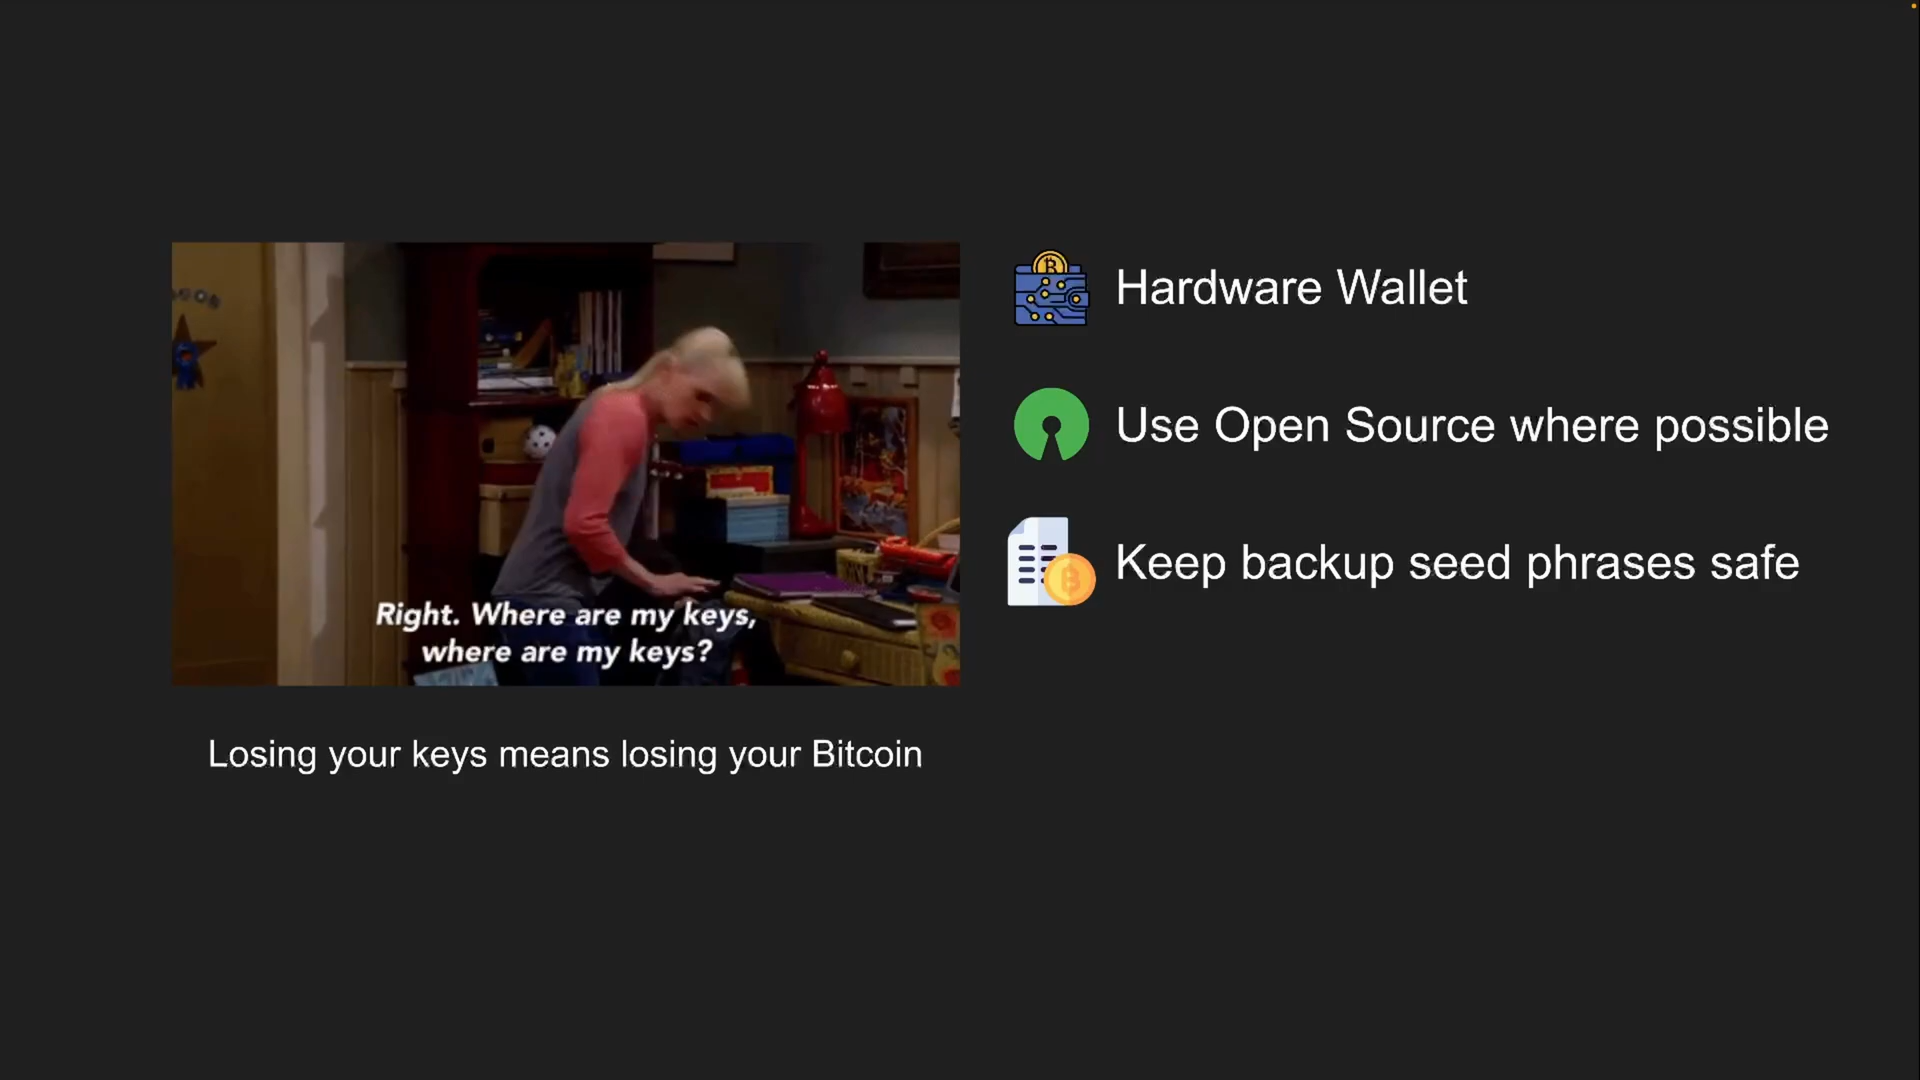 Right. Where are my keys,
where are my keys?
Losing your keys means losing your Bitcoin
Hardware Wallet
Use Open Source where possible
Keep backup seed phrases safe